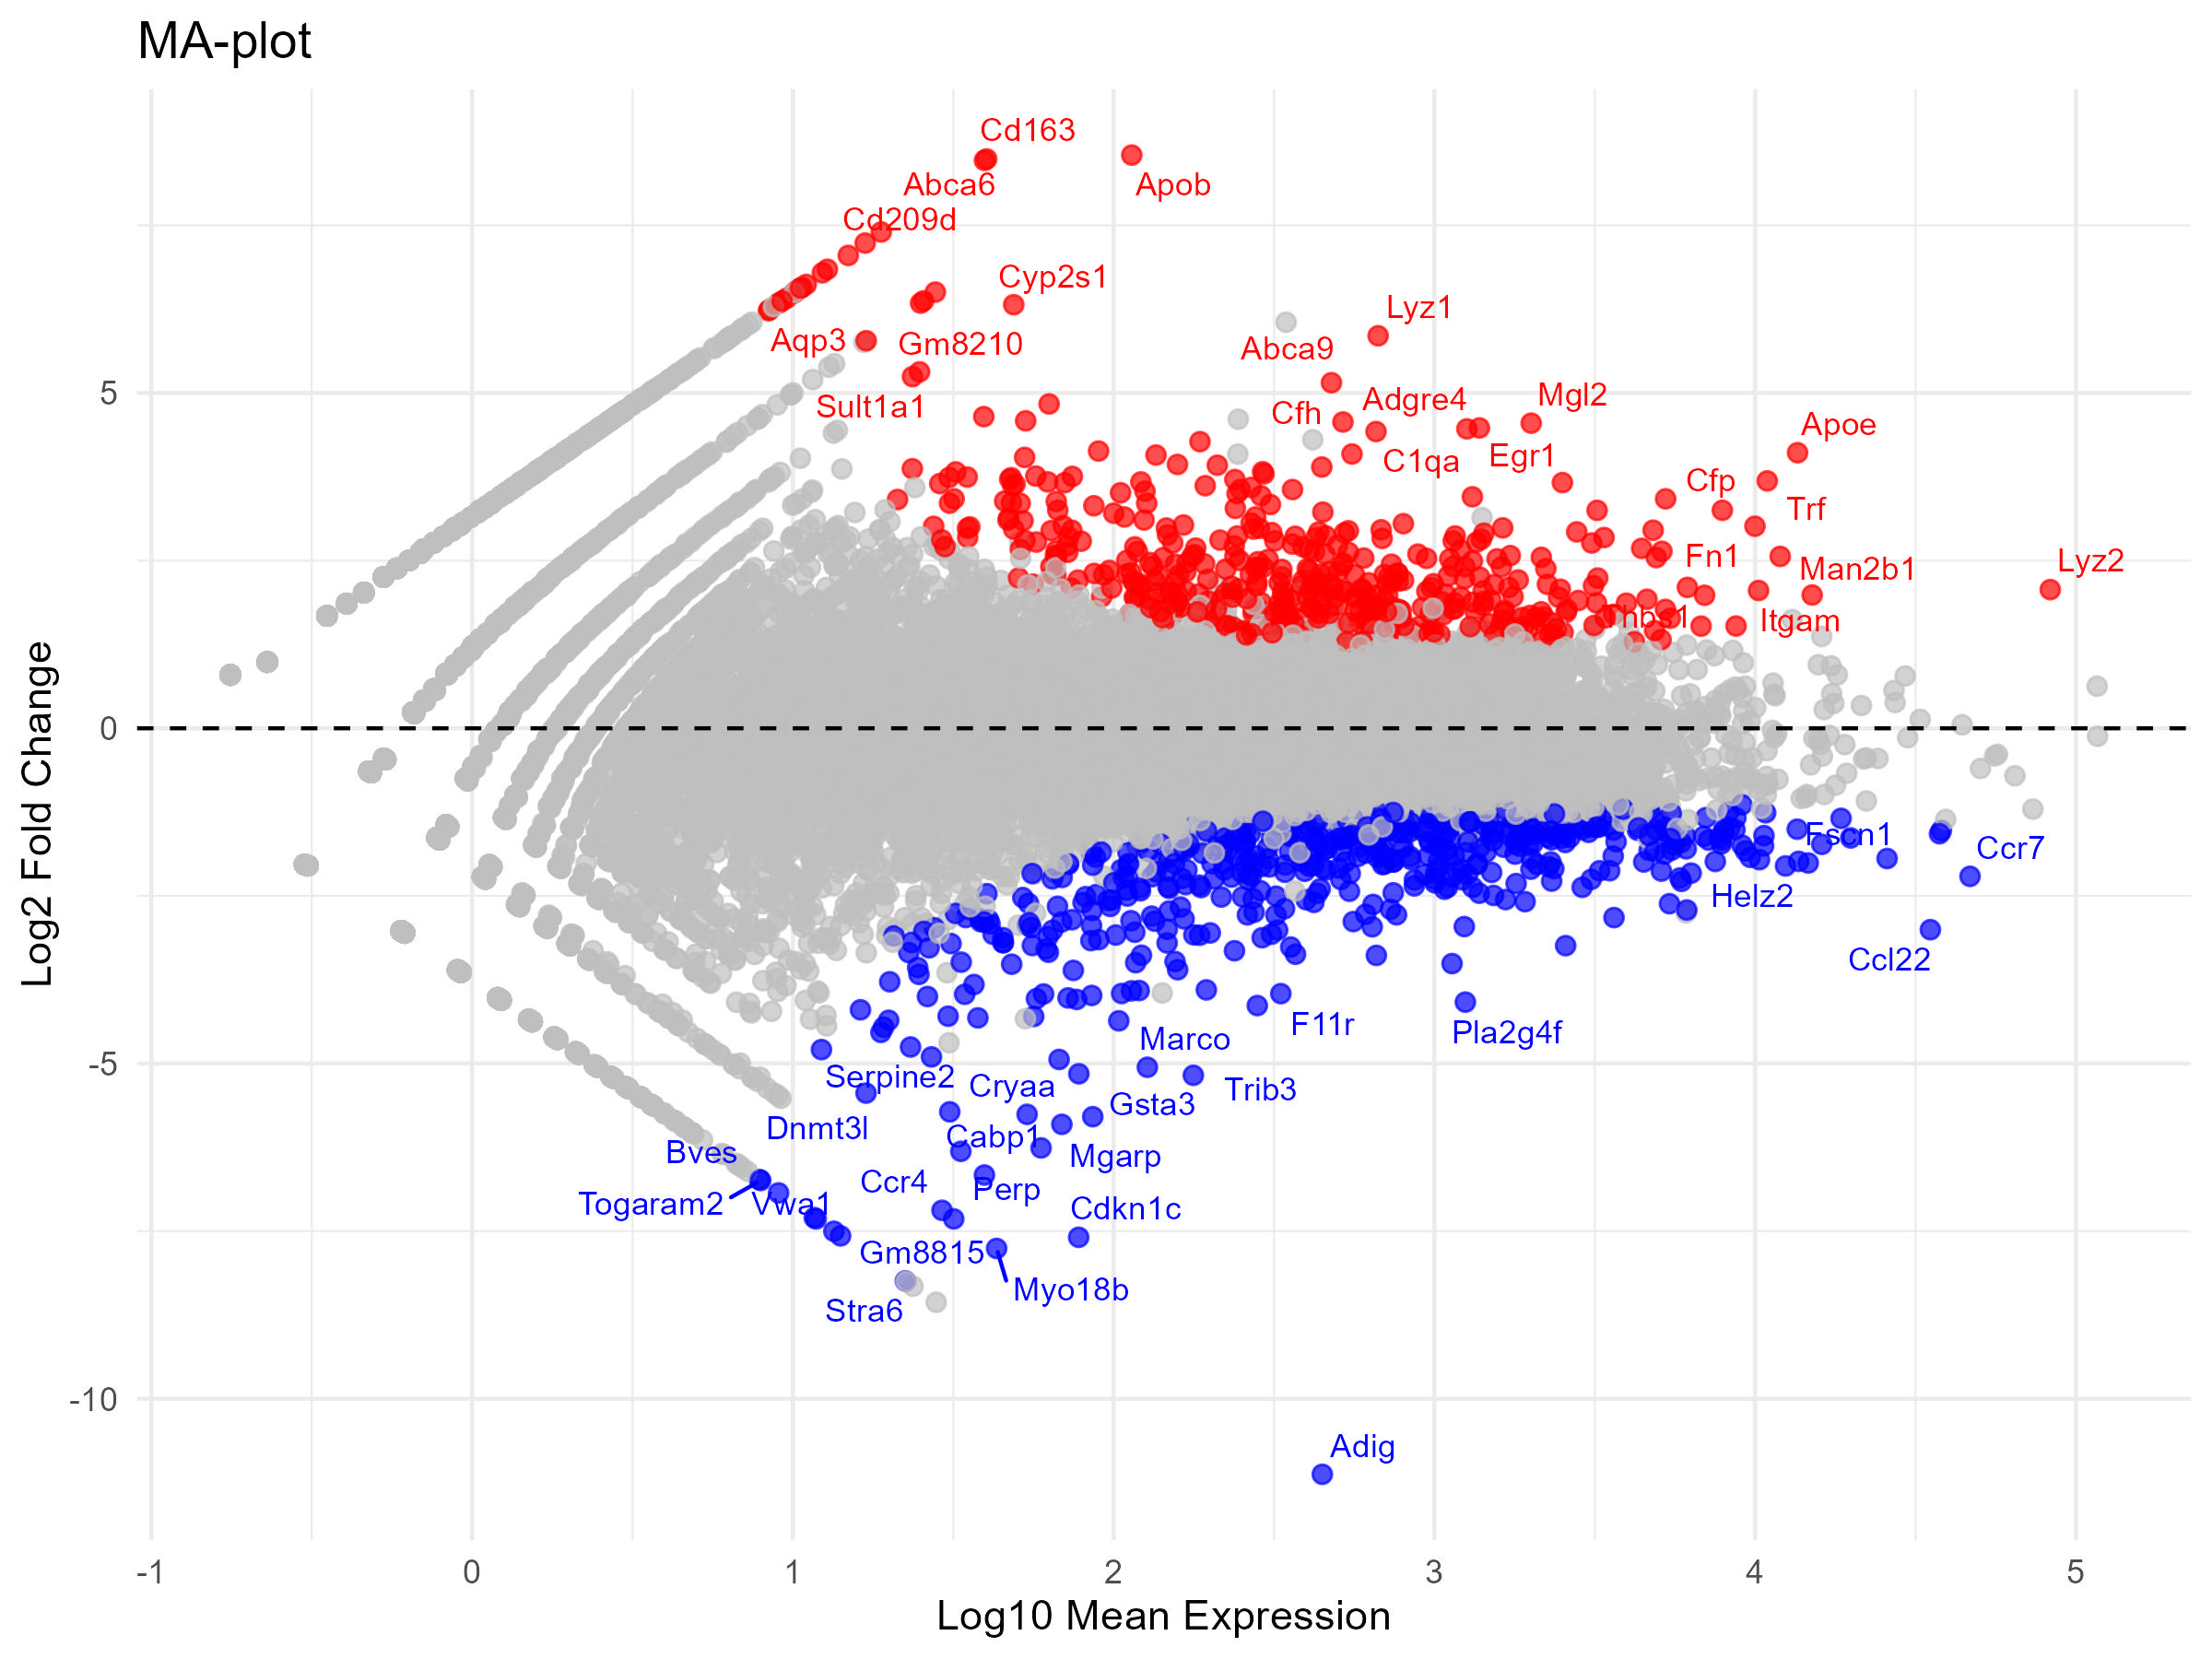 MA-plot
Cd163
Abca6
Apob
Cd209d
Cyp2s1
Lyz1
Aqp3
Gm8210
Abca9
Sult1a1
Cfh
Adgre4
Mgl2
Apoe
C1qa
Egr1
Cfp
Trf
Fn1
Man2b1
Lyz2
Thbs1
Itgam
Fscn1
Ccr7
Helz2
Ccl22
F11r
Pla2g4f
Marco
Serpine2
Cryaa
Gsta3
Trib3
Dnmt3l
Cabp1
Bves
Mgarp
Togaram2
Vwa1
Ccr4
Perp
Cdkn1c
Gm8815
Myo18b
Stra6
Adig
5
0
-5
-10
Log2 Fold Change
-1
0
1
2
3
4
5
Log10 Mean Expression